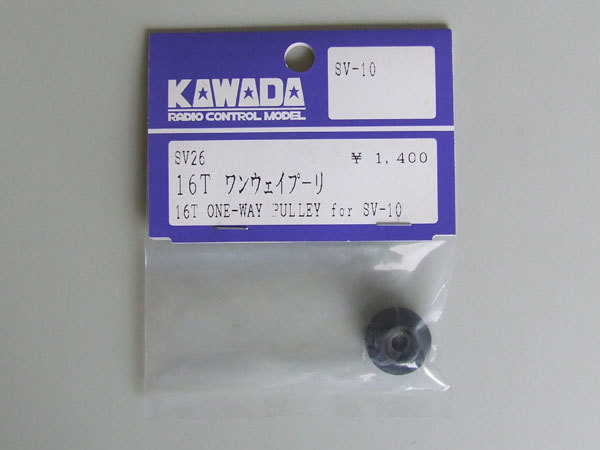 KAWADA
RADIO CONTROL MODEL
SV-10
SV26 ¥ 1,400
16T ワンウェイプーリ
16T ONE-WAY PULLEY for SV-10